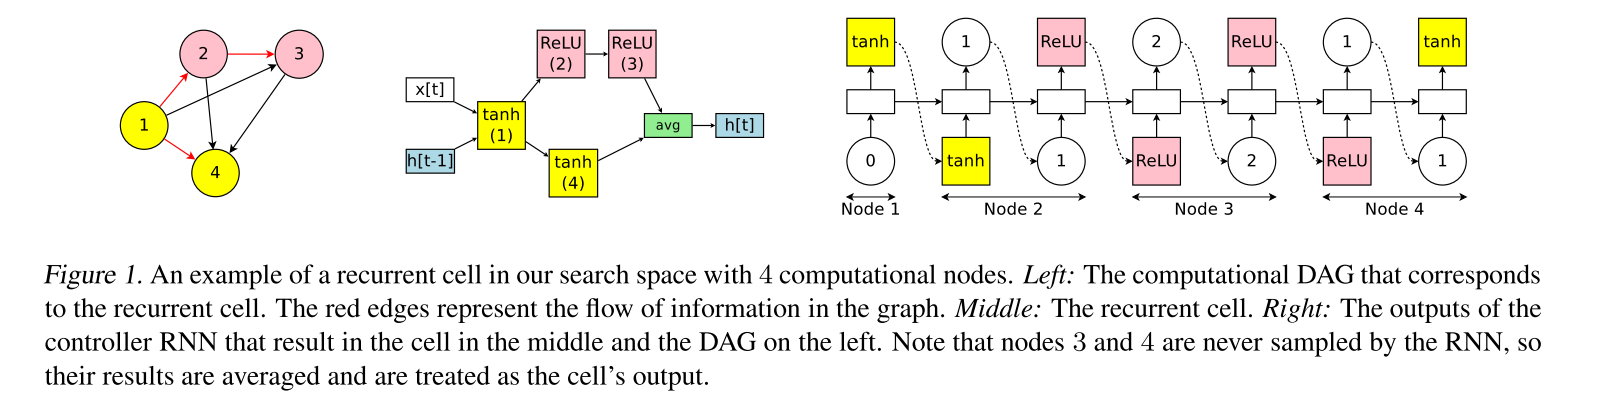 1
2
3
4
x[t]
h[t-1]
tanh
(1)
ReLU
(2)
ReLU
(3)
tanh
(4)
avg
h[t]
tanh
1
ReLU
2
ReLU
1
tanh
0
tanh
1
ReLU
2
ReLU
1
Node 1
Node 2
Node 3
Node 4
Figure 1. An example of a recurrent cell in our search space with 4 computational nodes. Left: The computational DAG that corresponds
to the recurrent cell. The red edges represent the flow of information in the graph. Middle: The recurrent cell. Right: The outputs of the
controller RNN that result in the cell in the middle and the DAG on the left. Note that nodes 3 and 4 are never sampled by the RNN, so
their results are averaged and are treated as the cell's output.